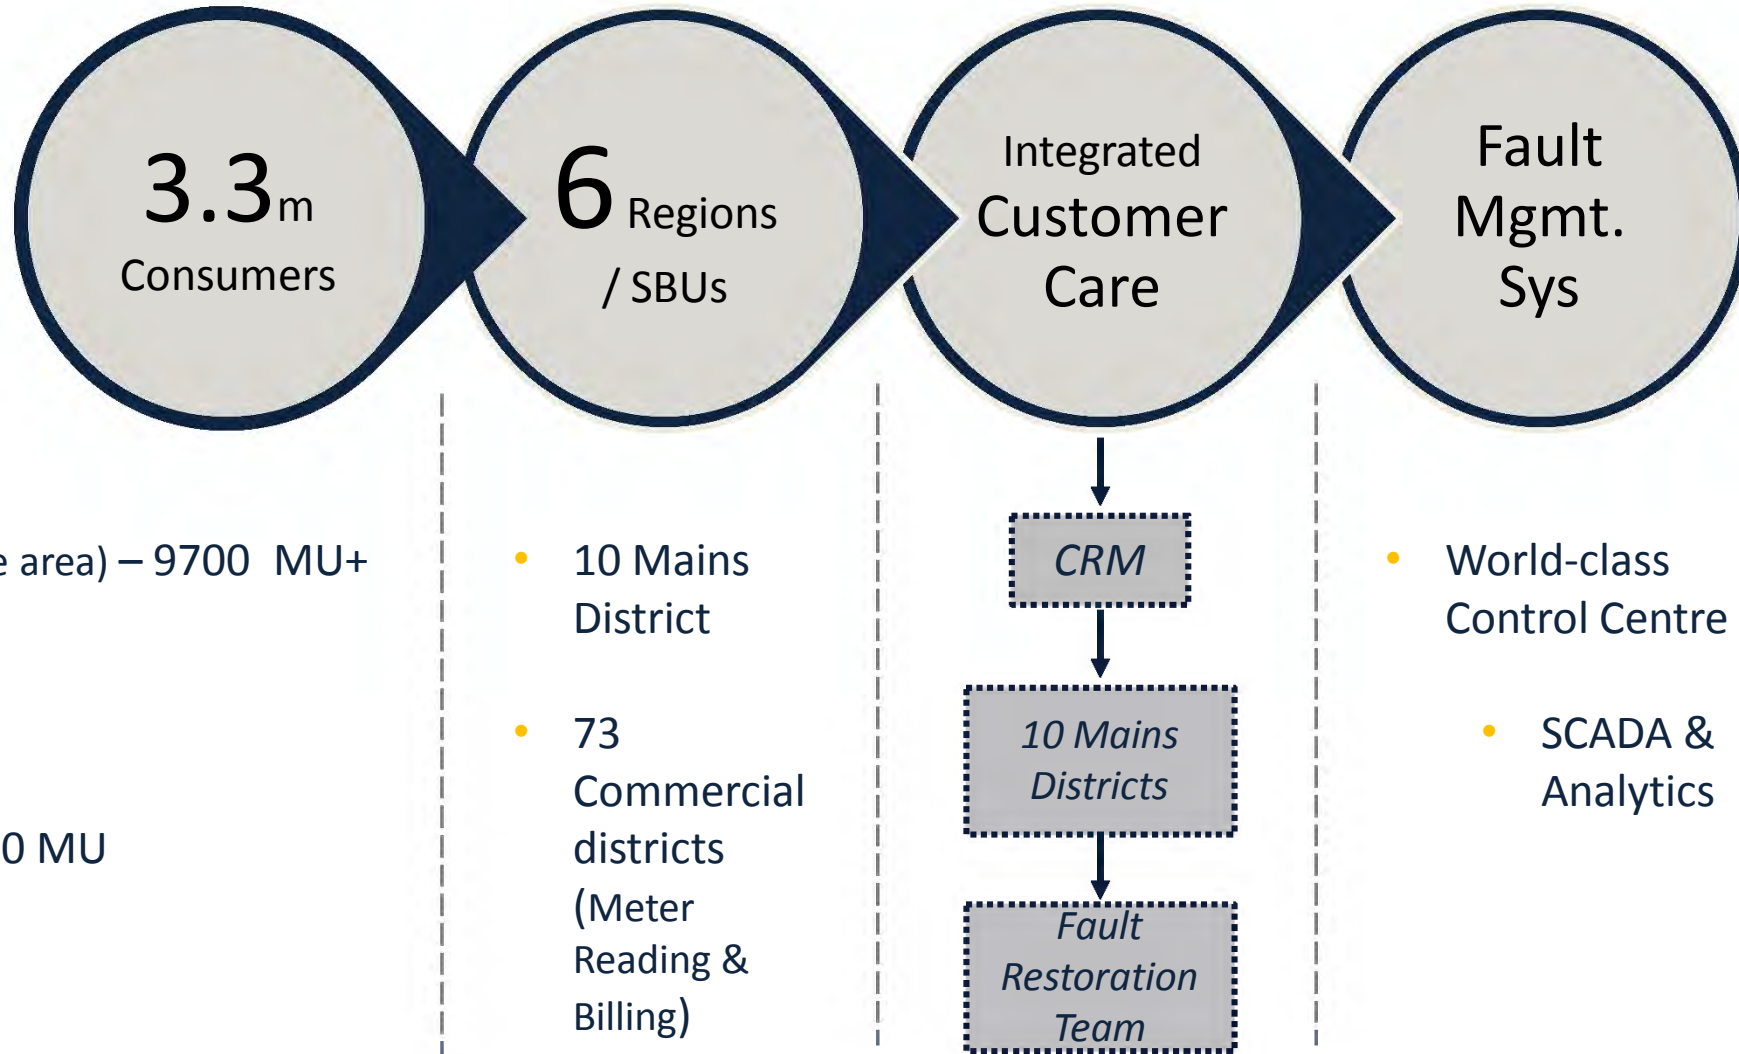 3.3m
Consumers
6 Regions
/ SBUs
Integrated
Customer
Care
Fault
Mgmt.
Sys
e area) – 9700 MU+
0 MU
• 10 Mains
District
• 73
Commercial
districts
(Meter
Reading &
Billing)
CRM
10 Mains
Districts
Fault
Restoration
Team
• World-class
Control Centre
• SCADA &
Analytics